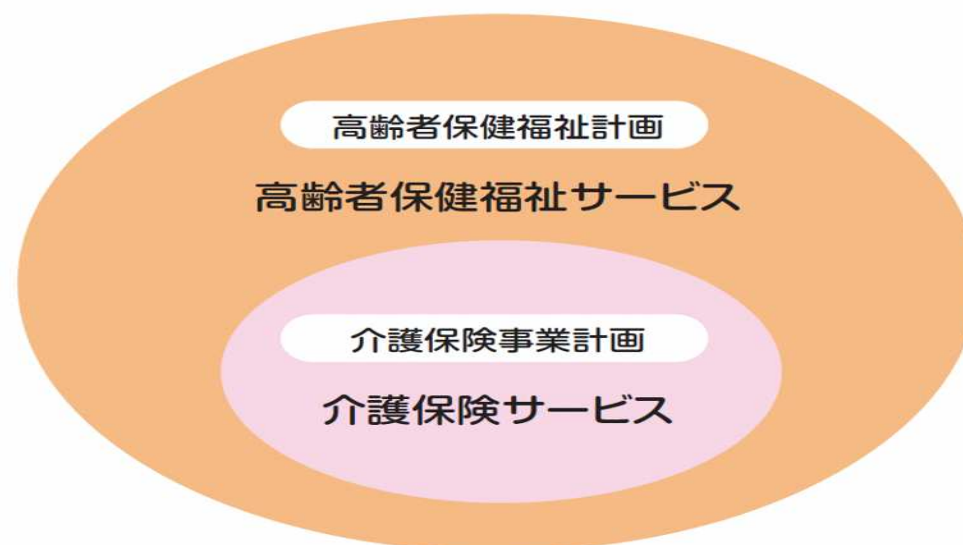 高齢者保健福祉計画
高齢者保健福祉サービス
介護保険事業計画
介護保険サービス